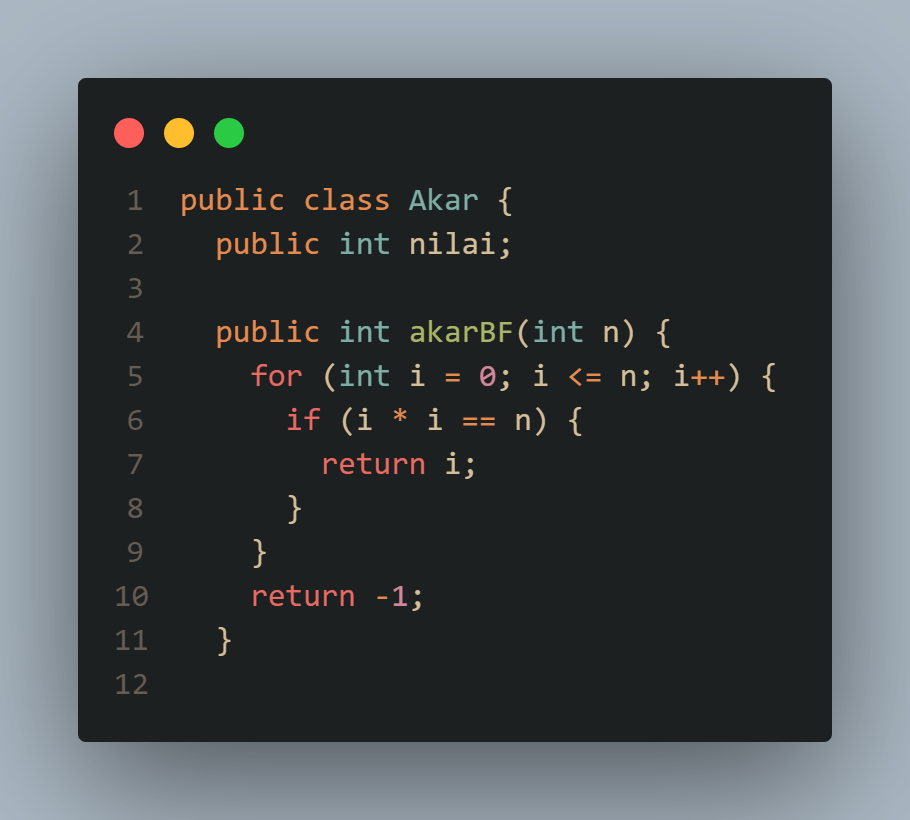 1 public class Akar {
2   public int nilai;
3
4   public int akarBF(int n) {
5     for (int i = 0; i <= n; i++) {
6       if (i * i == n) {
7         return i;
8       }
9     }
10     return -1;
11   }
12